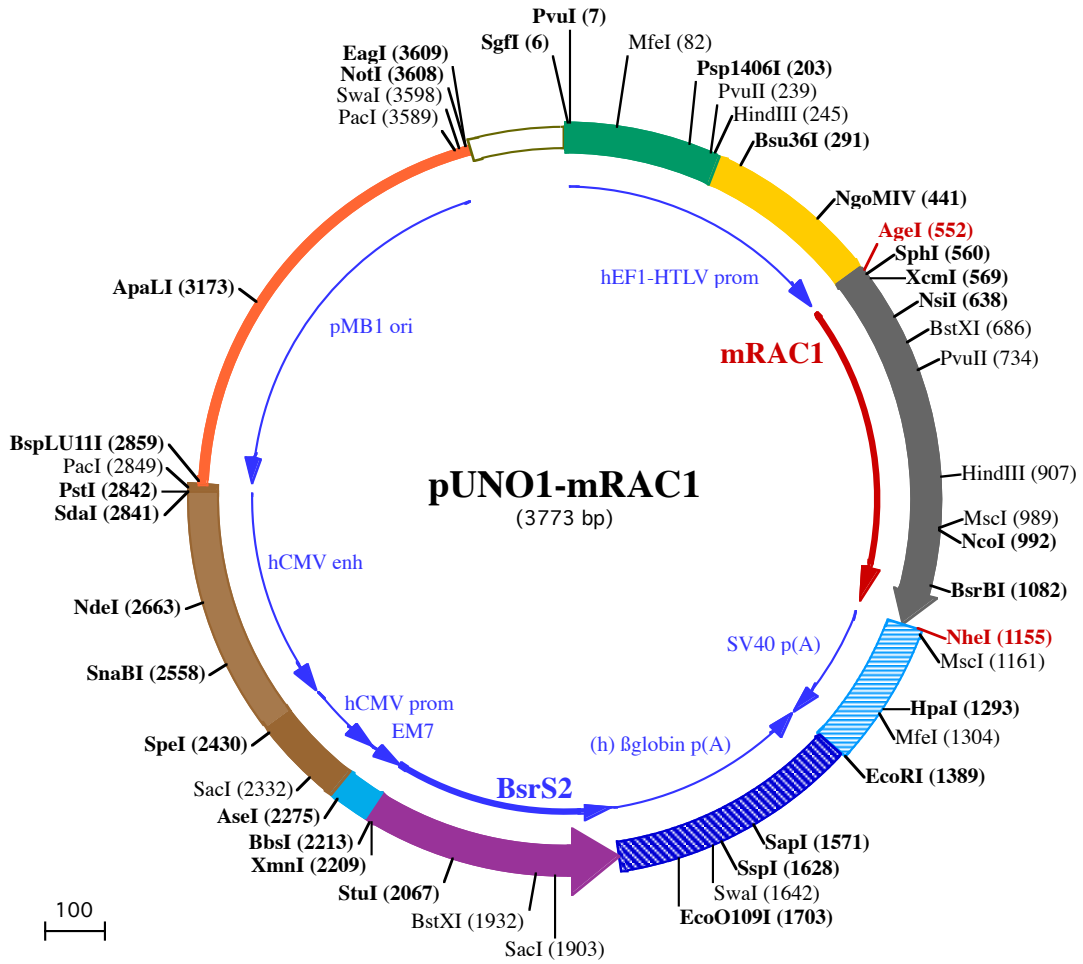 PvuI (7)
SgfI (6)
MfeI (82)
EagI (3609)
NotI (3608)
SwaI (3598)
PacI (3589)
Psp1406I (203)
PvuII (239)
HindIII (245)
Bsu36I (291)
NgoMIV (441)
AgeI (552)
SphI (560)
XcmI (569)
NsiI (638)
BstXI (686)
PvuII (734)
hEF1-HTLV prom
ApaLI (3173)
pMB1 ori
mRAC1
BspLU11I (2859)
PacI (2849)
PstI (2842)
SdaI (2841)
pUNO1-mRAC1
(3773 bp)
HindIII (907)
MscI (989)
NcoI (992)
hCMV enh
BsrBI (1082)
NdeI (2663)
NheI (1155)
MscI (1161)
SV40 p(A)
SnaBI (2558)
hCMV prom
EM7
HpaI (1293)
MfeI (1304)
SpeI (2430)
(h) ßglobin p(A)
EcoRI (1389)
SacI (2332)
BsrS2
AseI (2275)
BbsI (2213)
XmnI (2209)
SapI (1571)
SspI (1628)
StuI (2067)
SwaI (1642)
BstXI (1932)
EcoO109I (1703)
SacI (1903)
100